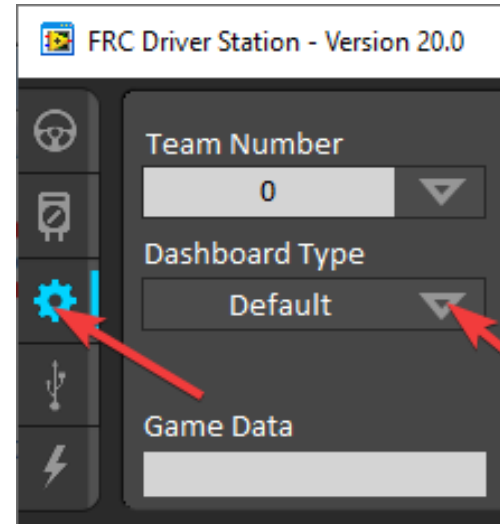 FRC Driver Station - Version 20.0
Team Number
0
Dashboard Type
Default
Game Data